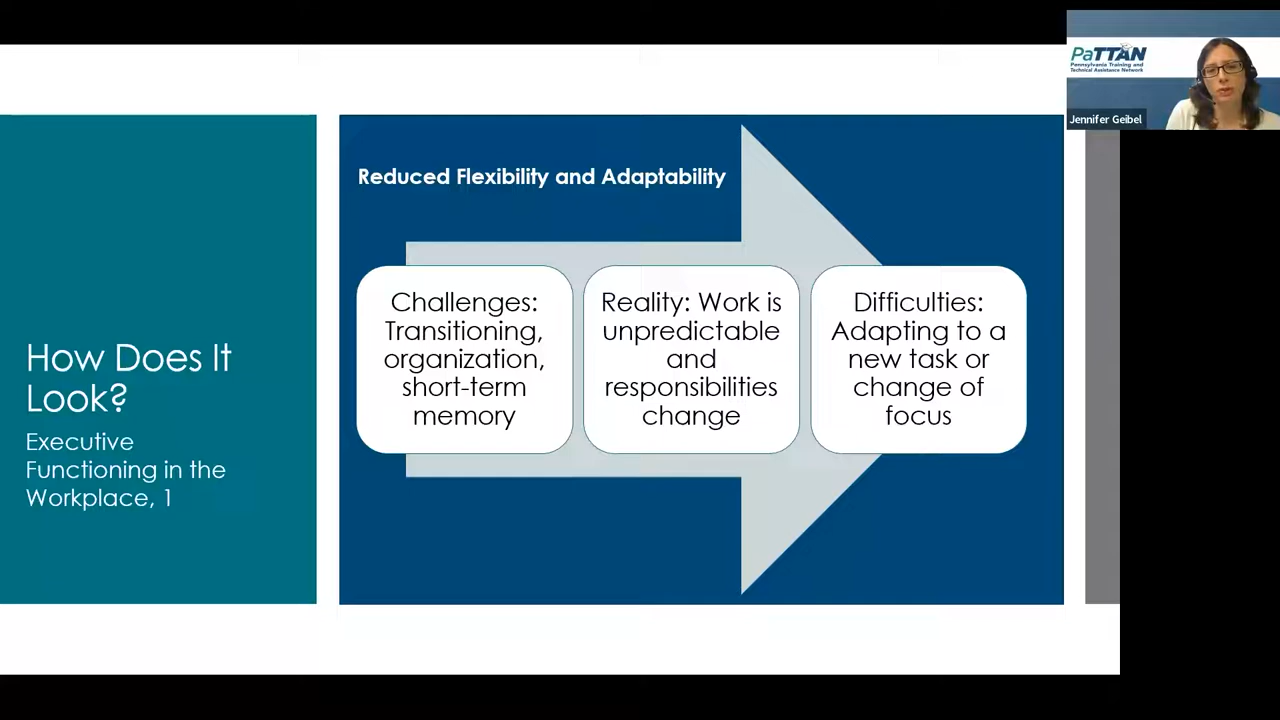 PaTTAN
Pennsylvania Training and
Technical Assistance Network
Jennifer Geibel
How Does It
Look?
Executive
Functioning in the
Workplace, 1
Reduced Flexibility and Adaptability
Challenges:
Transitioning,
organization,
short-term
memory
Reality: Work is
unpredictable
and
responsibilities
change
Difficulties:
Adapting to a
new task or
change of
focus